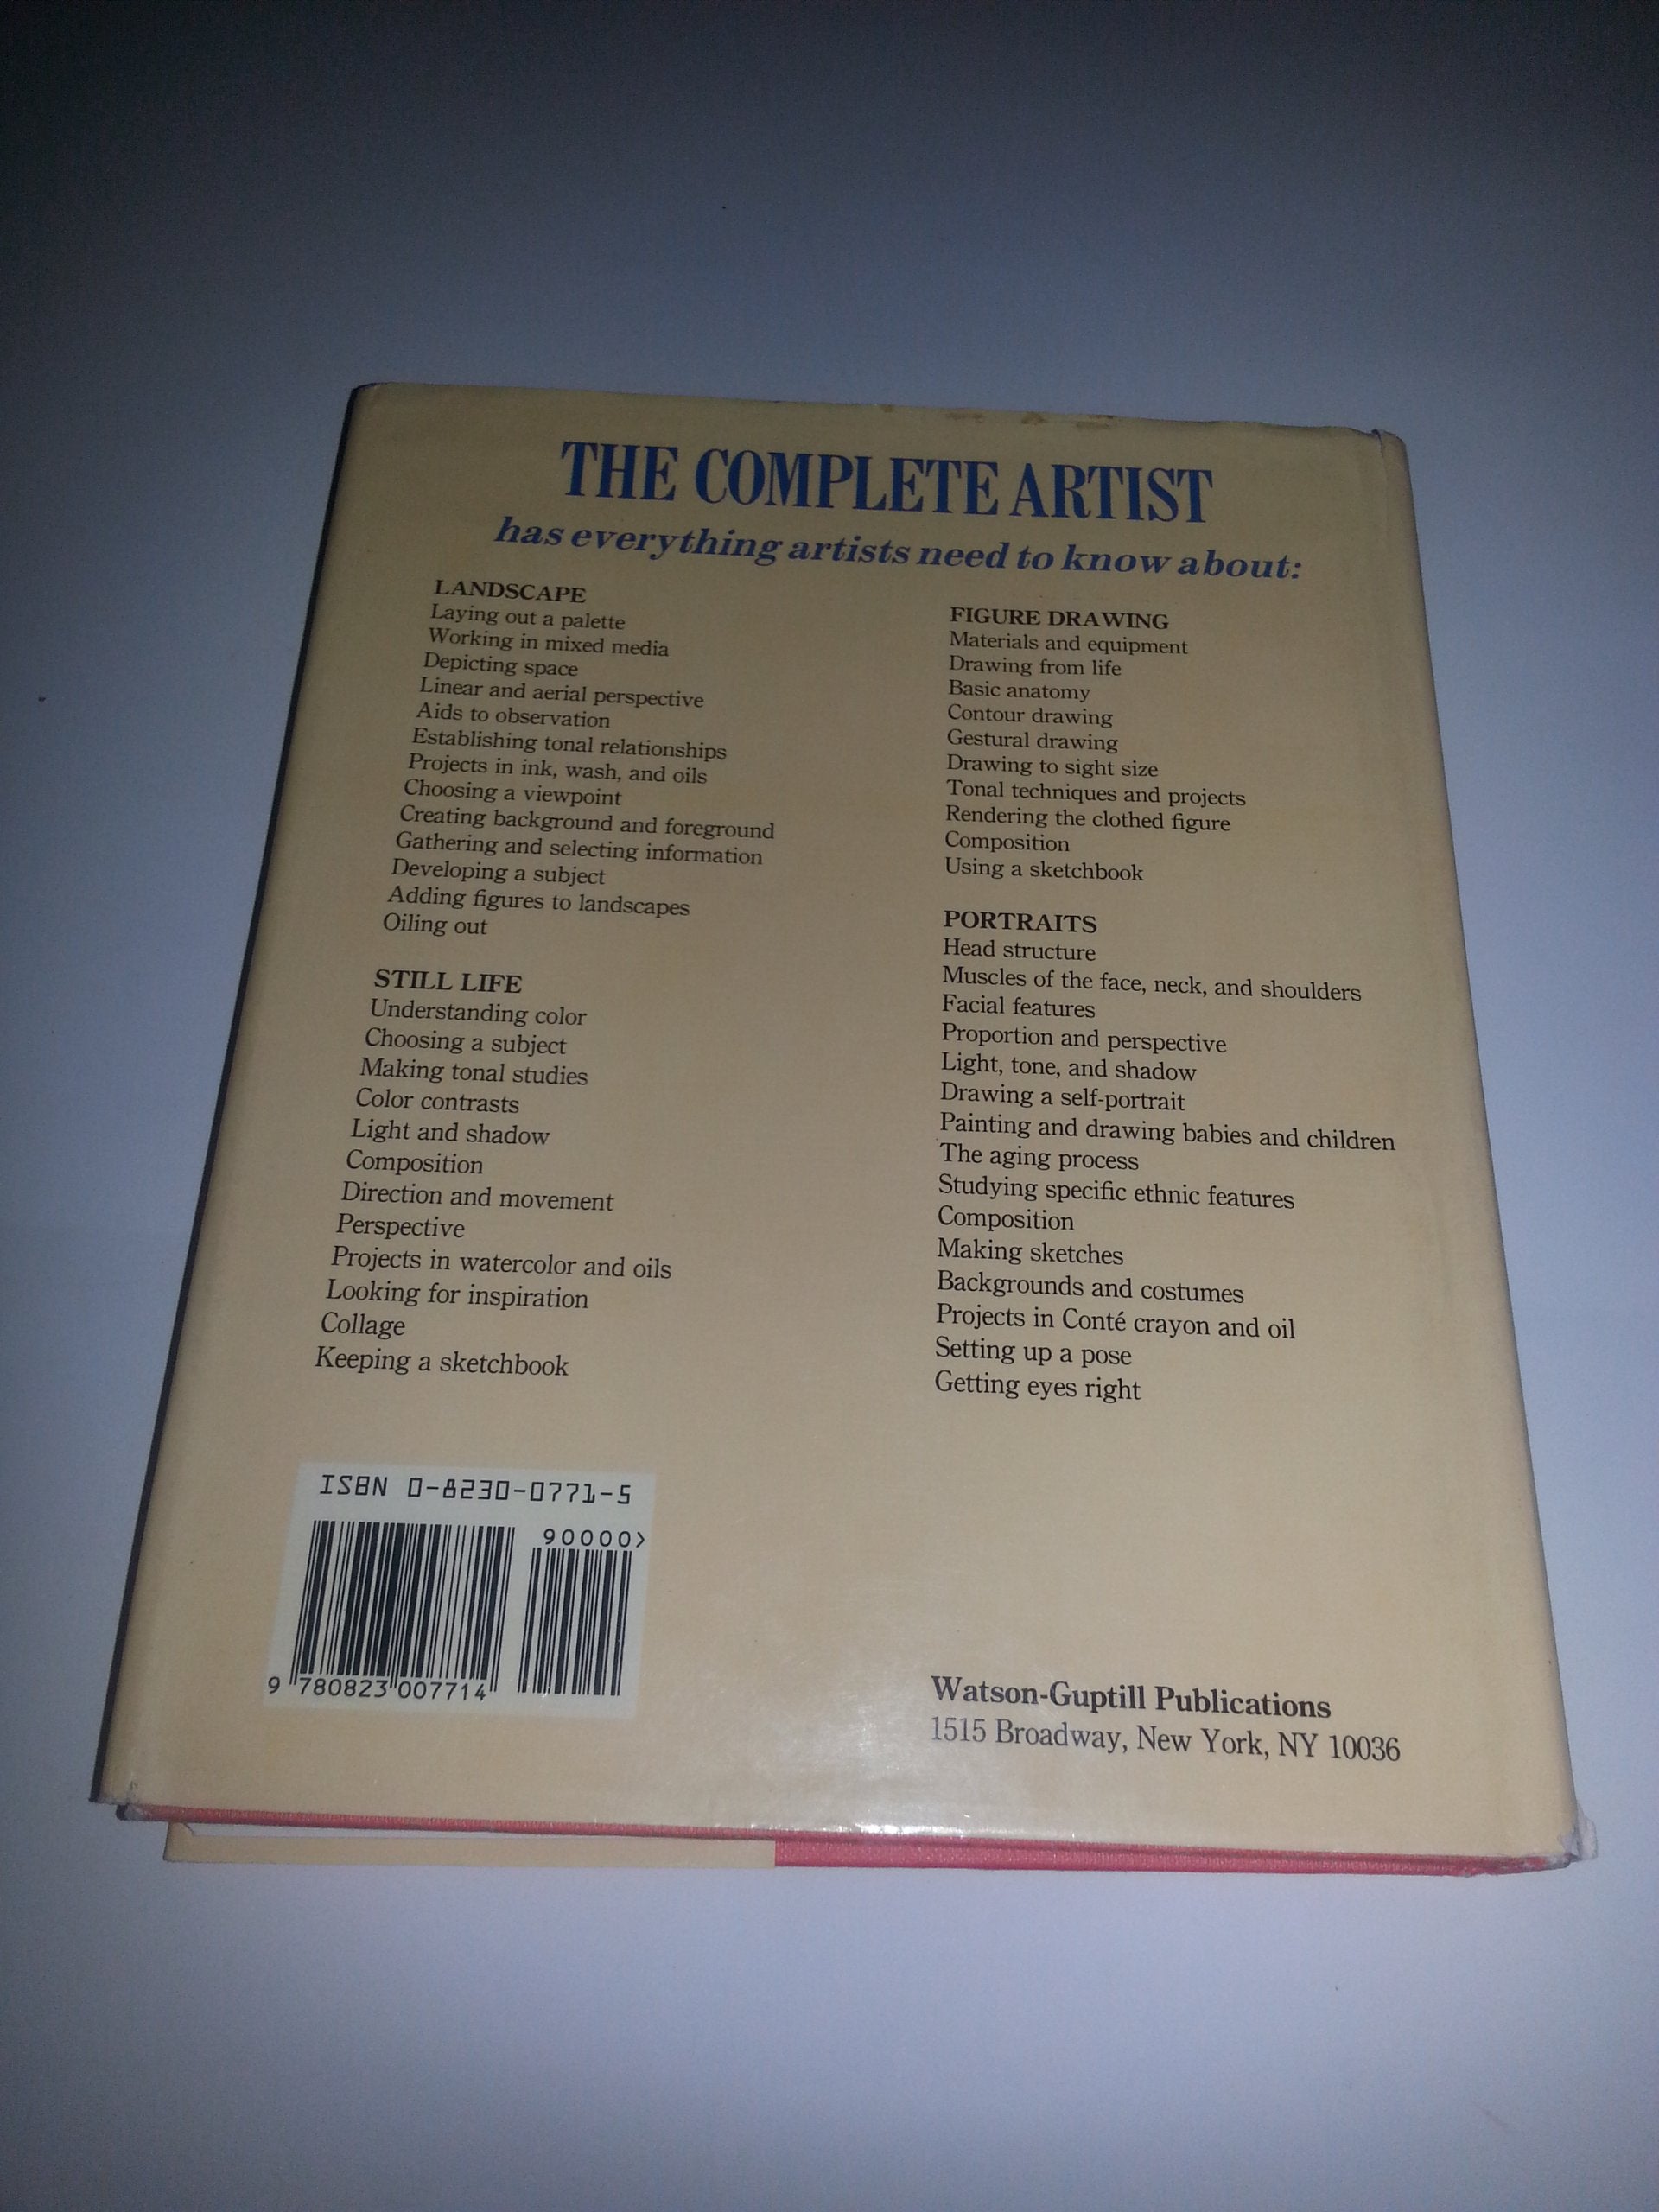 THE COMPLETE ARTIST
has everything artists need to know about:
LANDSCAPE
Laying out a palette
Working in mixed media
Depicting space
Linear and aerial perspective
Aids to observation
Establishing tonal relationships
Projects in ink, wash, and oils
Choosing a viewpoint
Creating background and foreground
Gathering and selecting information
Developing a subject
Adding figures to landscapes
Oiling out
STILL LIFE
Understanding color
Choosing a subject
Making tonal studies
Color contrasts
Light and shadow
Composition
Direction and movement
Perspective
Projects in watercolor and oils
Looking for inspiration
Collage
Keeping a sketchbook
FIGURE DRAWING
Materials and equipment
Drawing from life
Basic anatomy
Contour drawing
Gestural drawing
Drawing to sight size
Tonal techniques and projects
Rendering the clothed figure
Composition
Using a sketchbook
PORTRAITS
Head structure
Muscles of the face, neck, and shoulders
Facial features
Proportion and perspective
Light, tone, and shadow
Drawing a self-portrait
Painting and drawing babies and children
The aging process
Studying specific ethnic features
Composition
Making sketches
Backgrounds and costumes
Projects in Conté crayon and oil
Setting up a pose
Getting eyes right
ISBN 0-8230-0771-5
90000>
9 780823 007714
Watson-Guptill Publications
1515 Broadway, New York, NY 10036